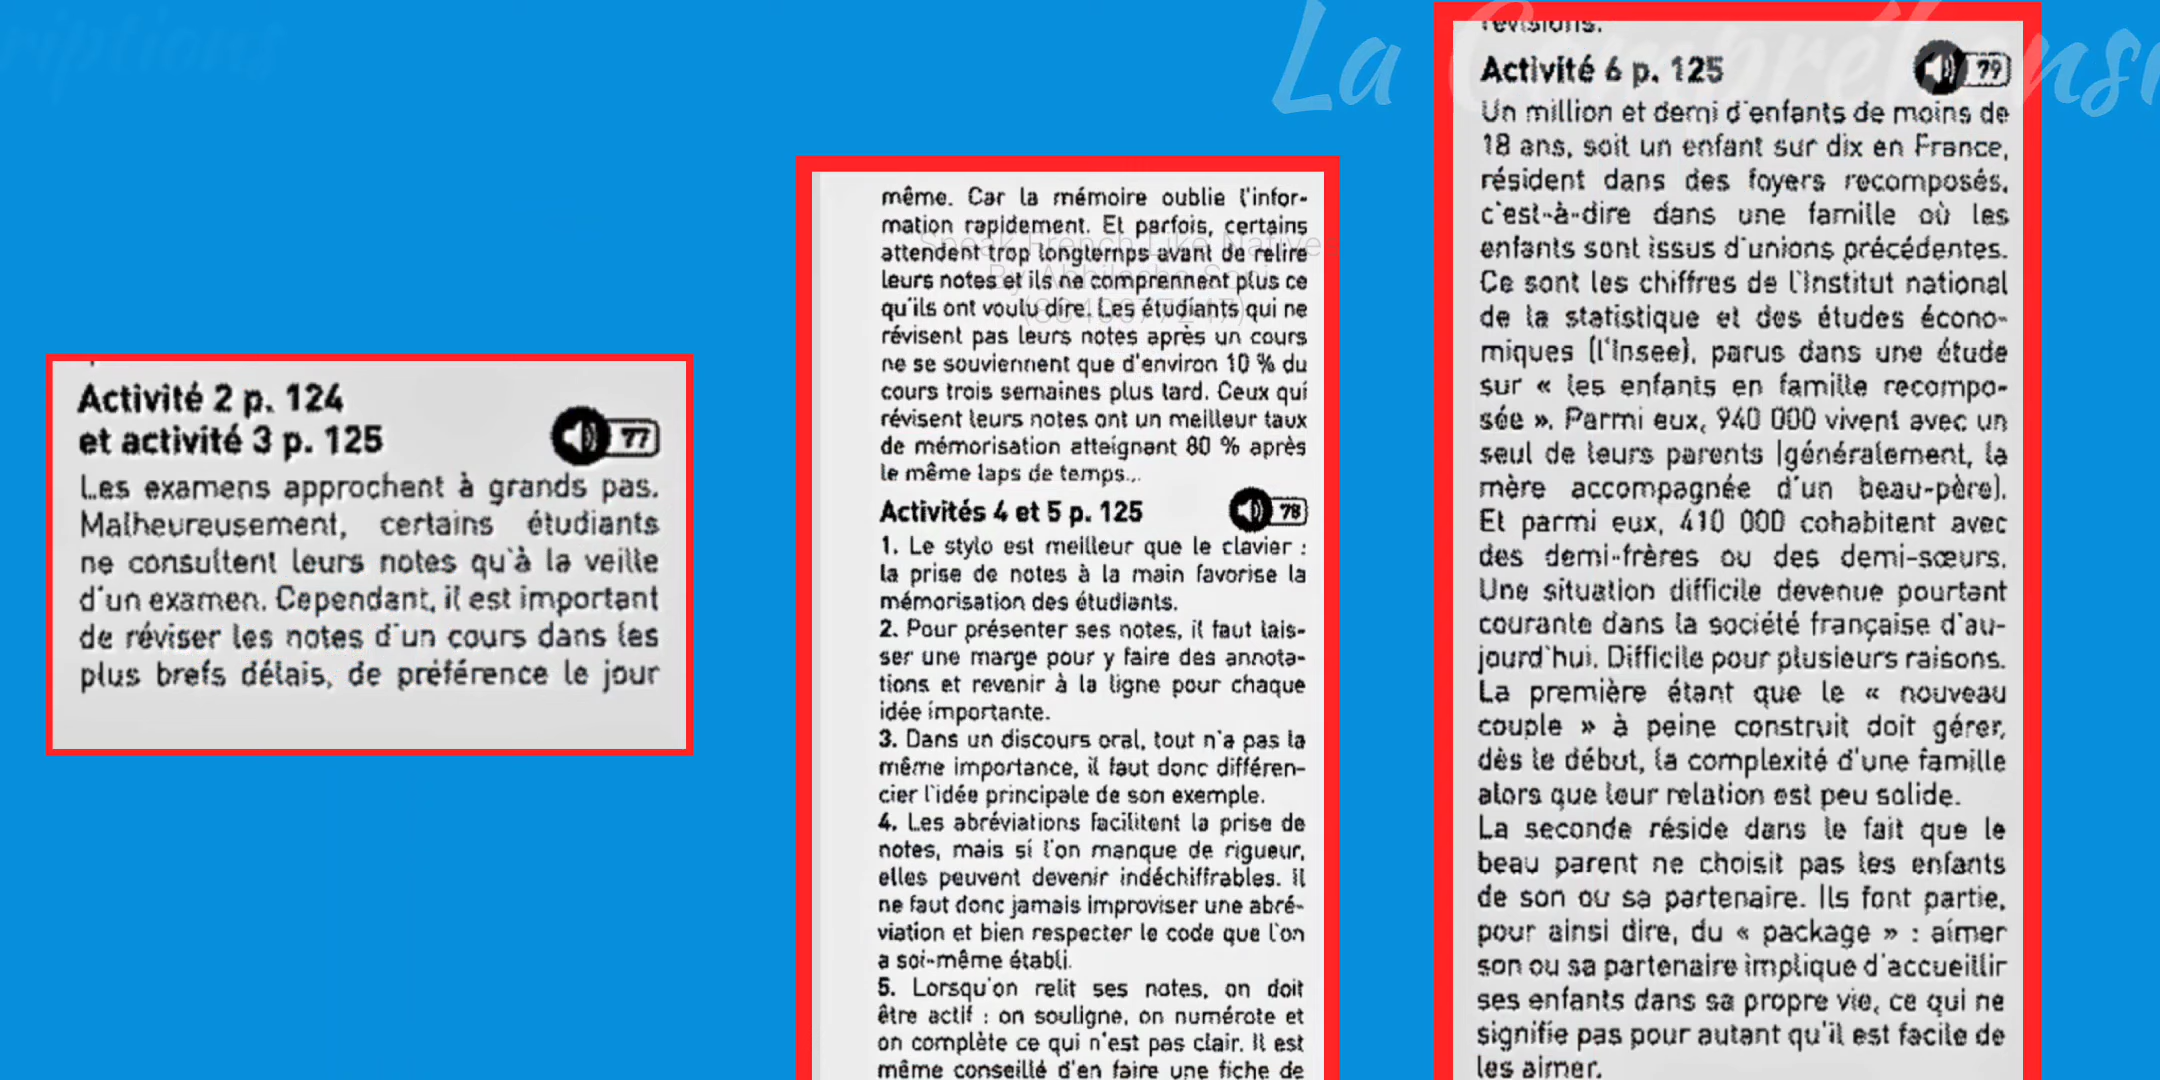 riptions
La Compréhensi
Activité 2 p. 124
et activité 3 p. 125
77
Les examens approchent à grands pas.
Malheureusement, certains étudiants
ne consultent leurs notes qu'à la veille
d'un examen. Cependant, il est important
de réviser les notes d'un cours dans les
plus brefs délais, de préférence le jour
même. Car la mémoire oublie l'infor-
mation rapidement. Et parfois, certains
attendent trop longtemps avant de relire
leurs notes et ils ne comprennent plus ce
qu'ils ont voulu dire. Les étudiants qui ne
révisent pas leurs notes après un cours
ne se souviennent que d'environ 10 % du
cours trois semaines plus tard. Ceux qui
révisent leurs notes ont un meilleur taux
de mémorisation atteignant 80 % après
le même laps de temps...
Speak French Like Native
Activités 4 et 5 p. 125
78
1. Le stylo est meilleur que le clavier :
la prise de notes à la main favorise la
mémorisation des étudiants.
2. Pour présenter ses notes, il faut lais-
ser une marge pour y faire des annota-
tions et revenir à la ligne pour chaque
idée importante.
3. Dans un discours oral, tout n'a pas la
même importance, il faut donc différen-
cier l'idée principale de son exemple.
4. Les abréviations facilitent la prise de
notes, mais si l'on manque de rigueur,
elles peuvent devenir indéchiffrables. Il
ne faut donc jamais improviser une abré-
viation et bien respecter le code que l'on
a soi-même établi.
5. Lorsqu'on relit ses notes, on doit
être actif : on souligne, on numérote et
on complète ce qui n'est pas clair. Il est
même conseillé d'en faire une fiche de
révisions.
Activité 6 p. 125
79
Un million et demi d'enfants de moins de
18 ans, soit un enfant sur dix en France,
résident dans des foyers recomposés,
c'est-à-dire dans une famille où les
enfants sont issus d'unions précédentes.
Ce sont les chiffres de l'Institut national
de la statistique et des études écono-
miques (l'Insee), parus dans une étude
sur « les enfants en famille recompo-
sée ». Parmi eux, 940 000 vivent avec un
seul de leurs parents (généralement, la
mère accompagnée d'un beau-père).
Et parmi eux, 410 000 cohabitent avec
des demi-frères ou des demi-sœurs.
Une situation difficile devenue pourtant
courante dans la société française d'au-
jourd'hui. Difficile pour plusieurs raisons.
La première étant que le « nouveau
couple » à peine construit doit gérer,
dès le début, la complexité d'une famille
alors que leur relation est peu solide.
La seconde réside dans le fait que le
beau parent ne choisit pas les enfants
de son ou sa partenaire. Ils font partie,
pour ainsi dire, du « package » : aimer
son ou sa partenaire implique d'accueillir
ses enfants dans sa propre vie, ce qui ne
signifie pas pour autant qu'il est facile de
les aimer.